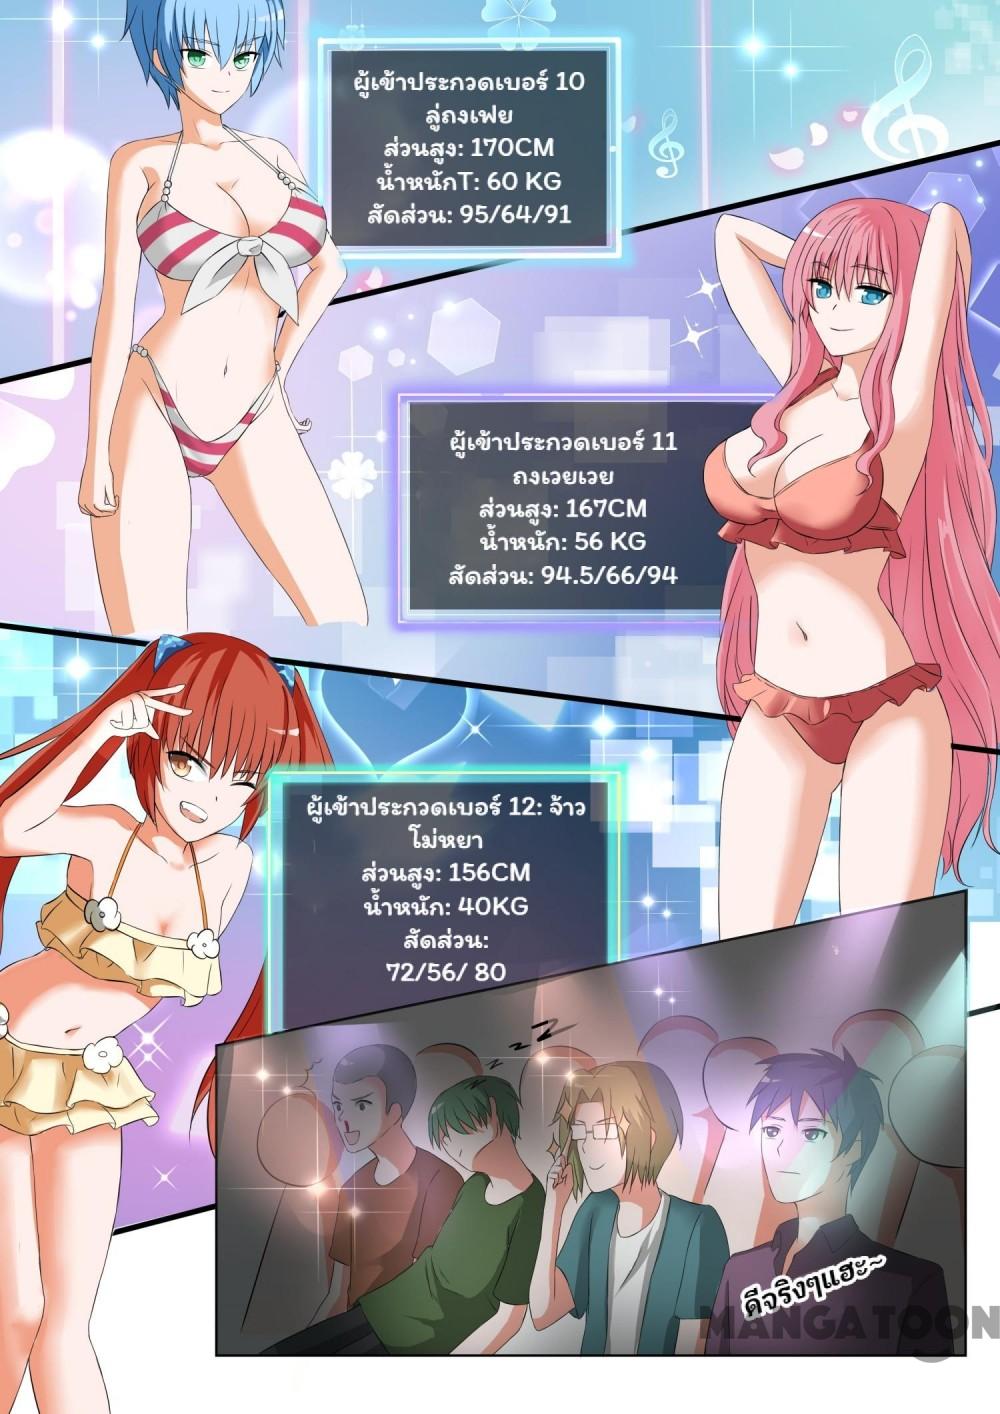 ผู้เข้าประกวดเบอร์ 10
ลู่ถงเฟย
ส่วนสูง: 170CM
น้ำหนักT: 60 KG
สัดส่วน: 95/64/91
ผู้เข้าประกวดเบอร์ 11
ถงเวยเวย
ส่วนสูง: 167CM
น้ำหนัก: 56 KG
สัดส่วน: 94.5/66/94
ผู้เข้าประกวดเบอร์ 12: จ้าว
โม่หยา
ส่วนสูง: 156CM
น้ำหนัก: 40KG
สัดส่วน:
72/56/ 80
z z z
ดีจริงๆแฮะ~
MANGATOON